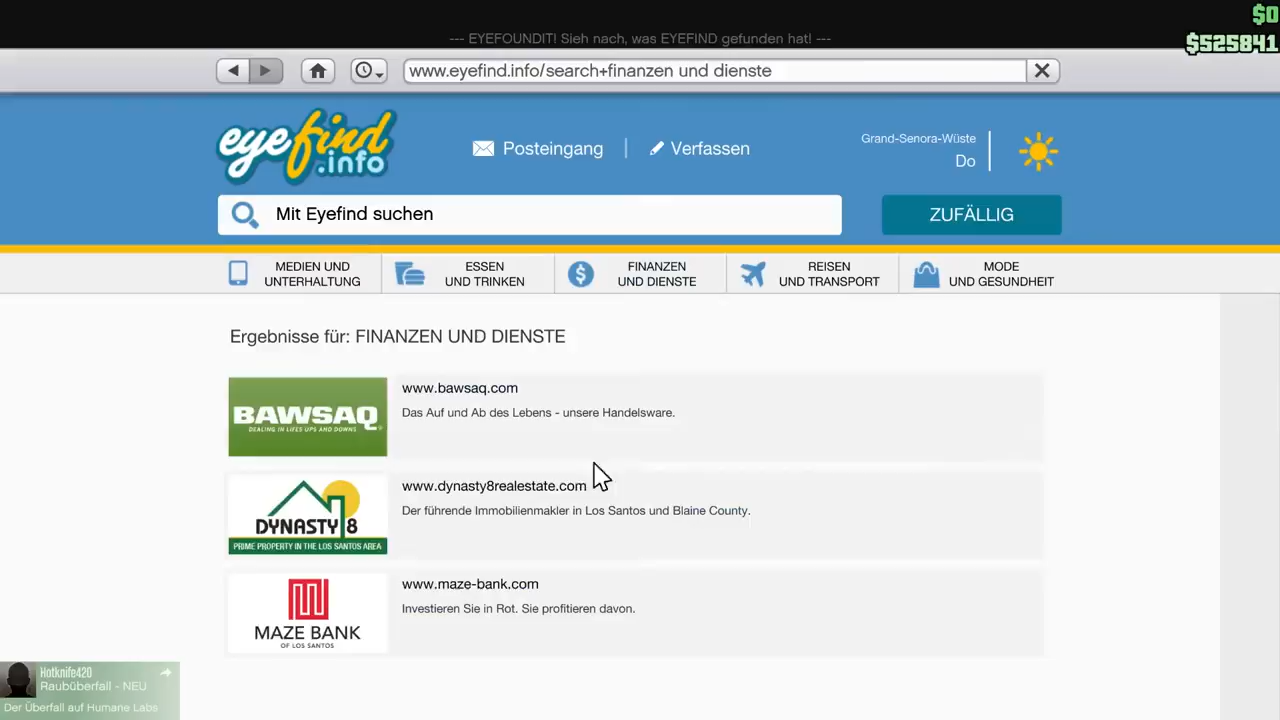 $0
$525841
--- EYEFOUNDIT! Sieh nach, was EYEFIND gefunden hat! ---
www.eyefind.info/search+finanzen und dienste
eyefind
.info
Posteingang
Verfassen
Grand-Senora-Wüste
Do
Mit Eyefind suchen
ZUFÄLLIG
MEDIEN UND
UNTERHALTUNG
ESSEN
UND TRINKEN
FINANZEN
UND DIENSTE
REISEN
UND TRANSPORT
MODE
UND GESUNDHEIT
Ergebnisse für: FINANZEN UND DIENSTE
BAWSAQ
DEALING IN LIFES UPS AND DOWNS
www.bawsaq.com
Das Auf und Ab des Lebens - unsere Handelsware.
DYNASTY 8
PRIME PROPERTY IN THE LOS SANTOS AREA
www.dynasty8realestate.com
Der führende Immobilienmakler in Los Santos und Blaine County.
MAZE BANK
OF LOS SANTOS
www.maze-bank.com
Investieren Sie in Rot. Sie profitieren davon.
Hotknife420
Raubüberfall - NEU
Der Überfall auf Humane Labs